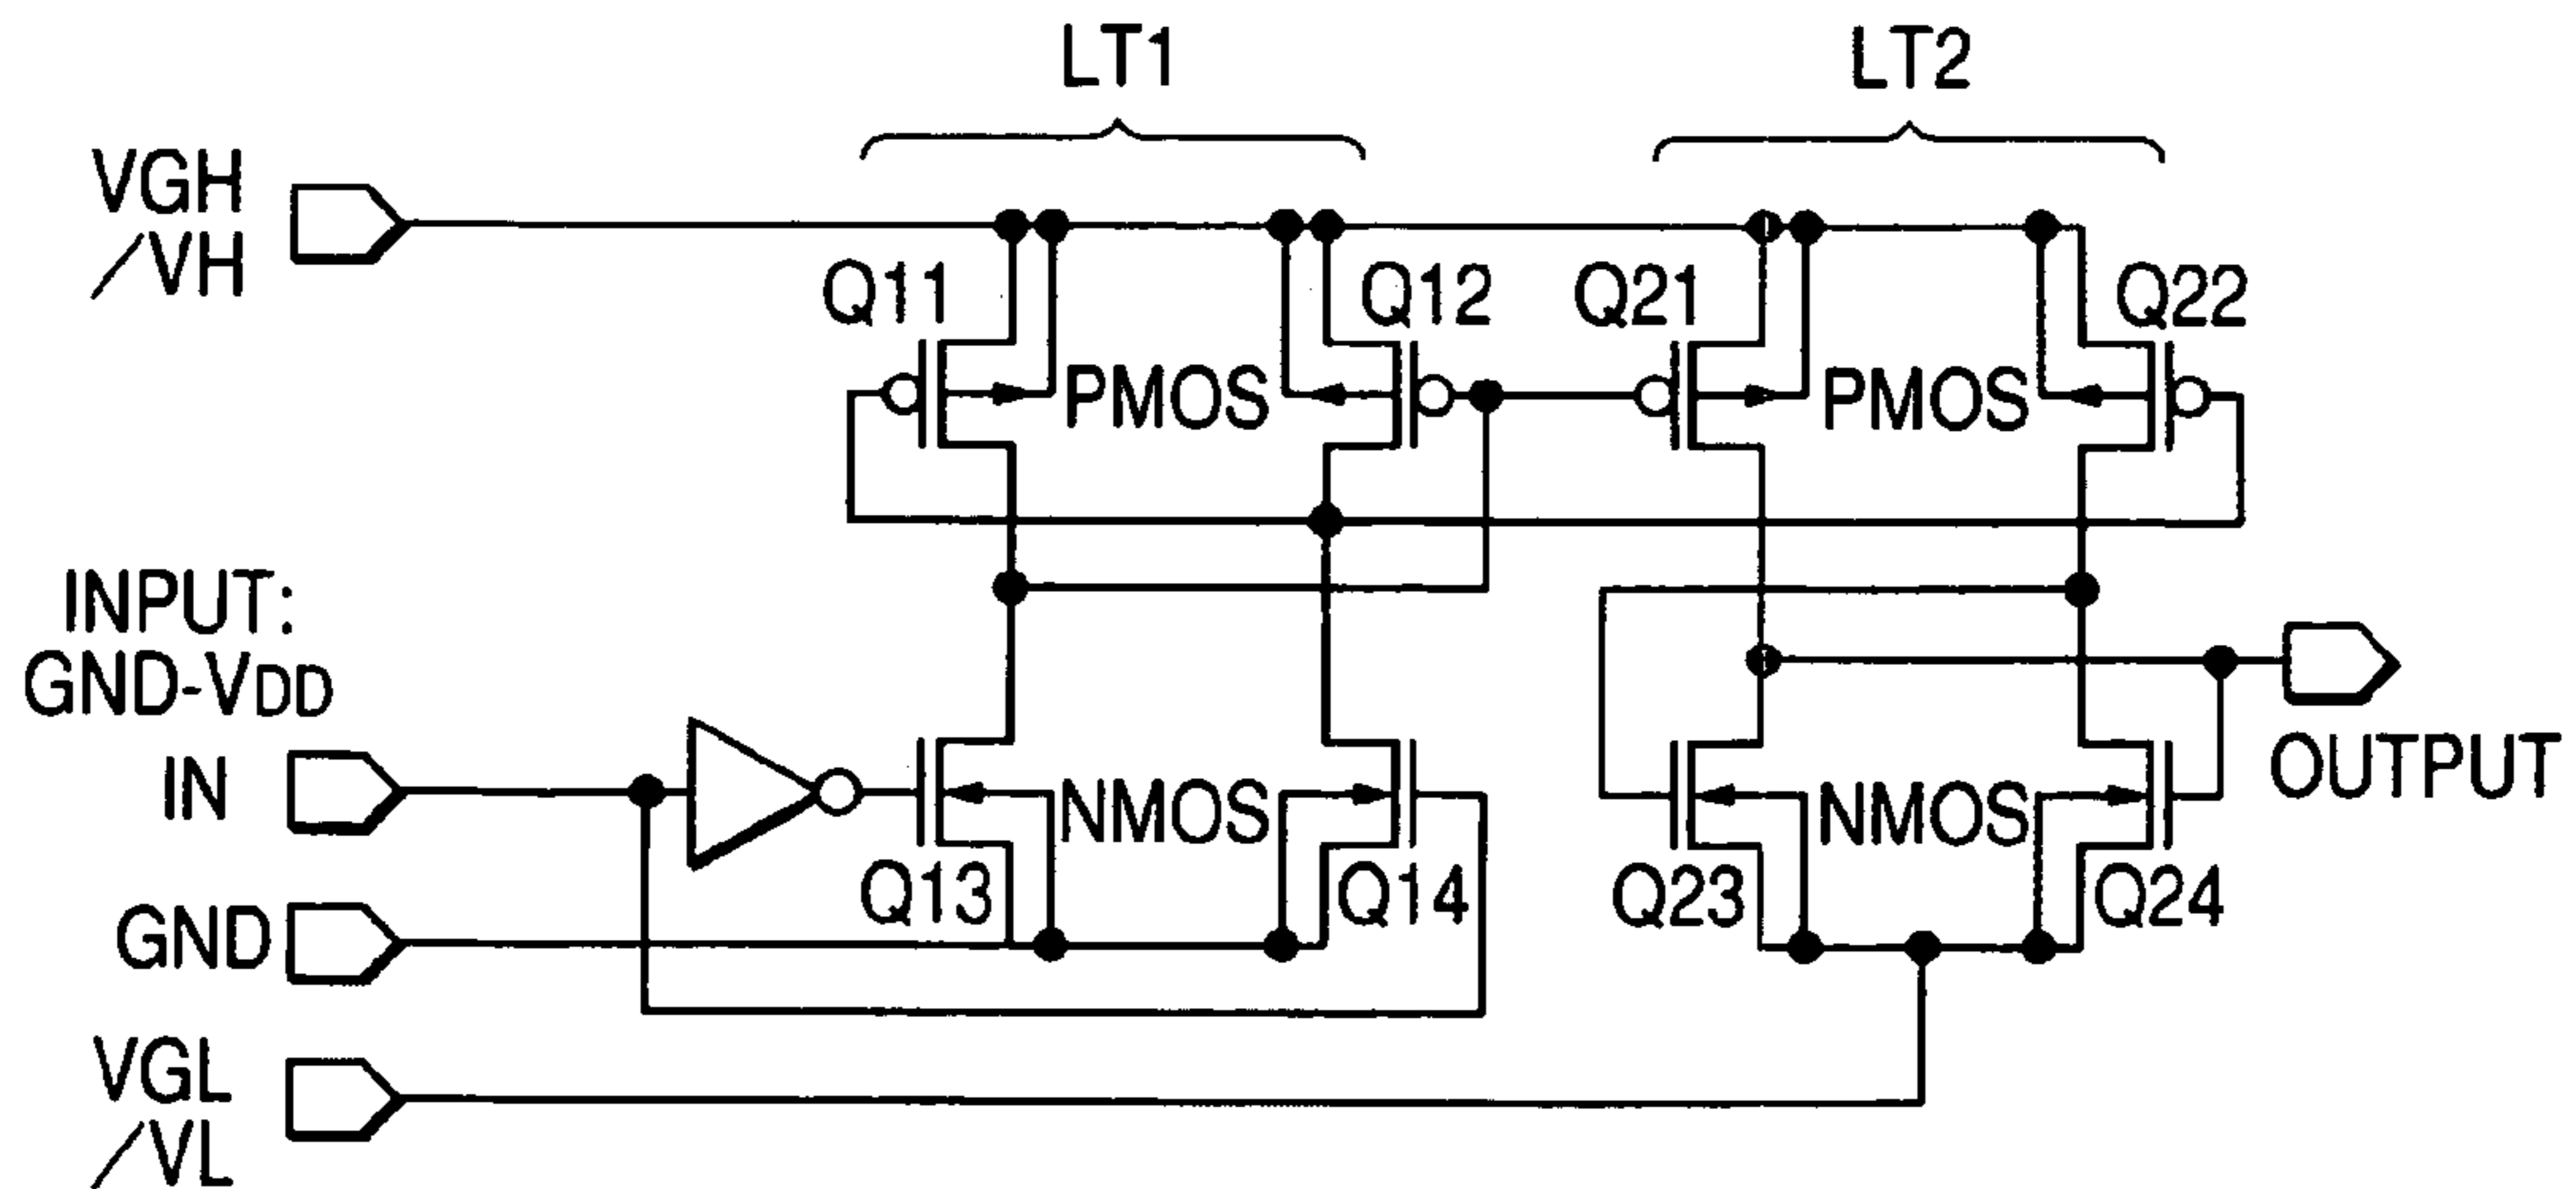 LT1
LT2
VGH
/VH
Q11
Q12
Q21
Q22
PMOS
PMOS
INPUT:
GND-VDD
IN
NMOS
NMOS
OUTPUT
Q13
Q14
Q23
Q24
GND
VGL
/VL